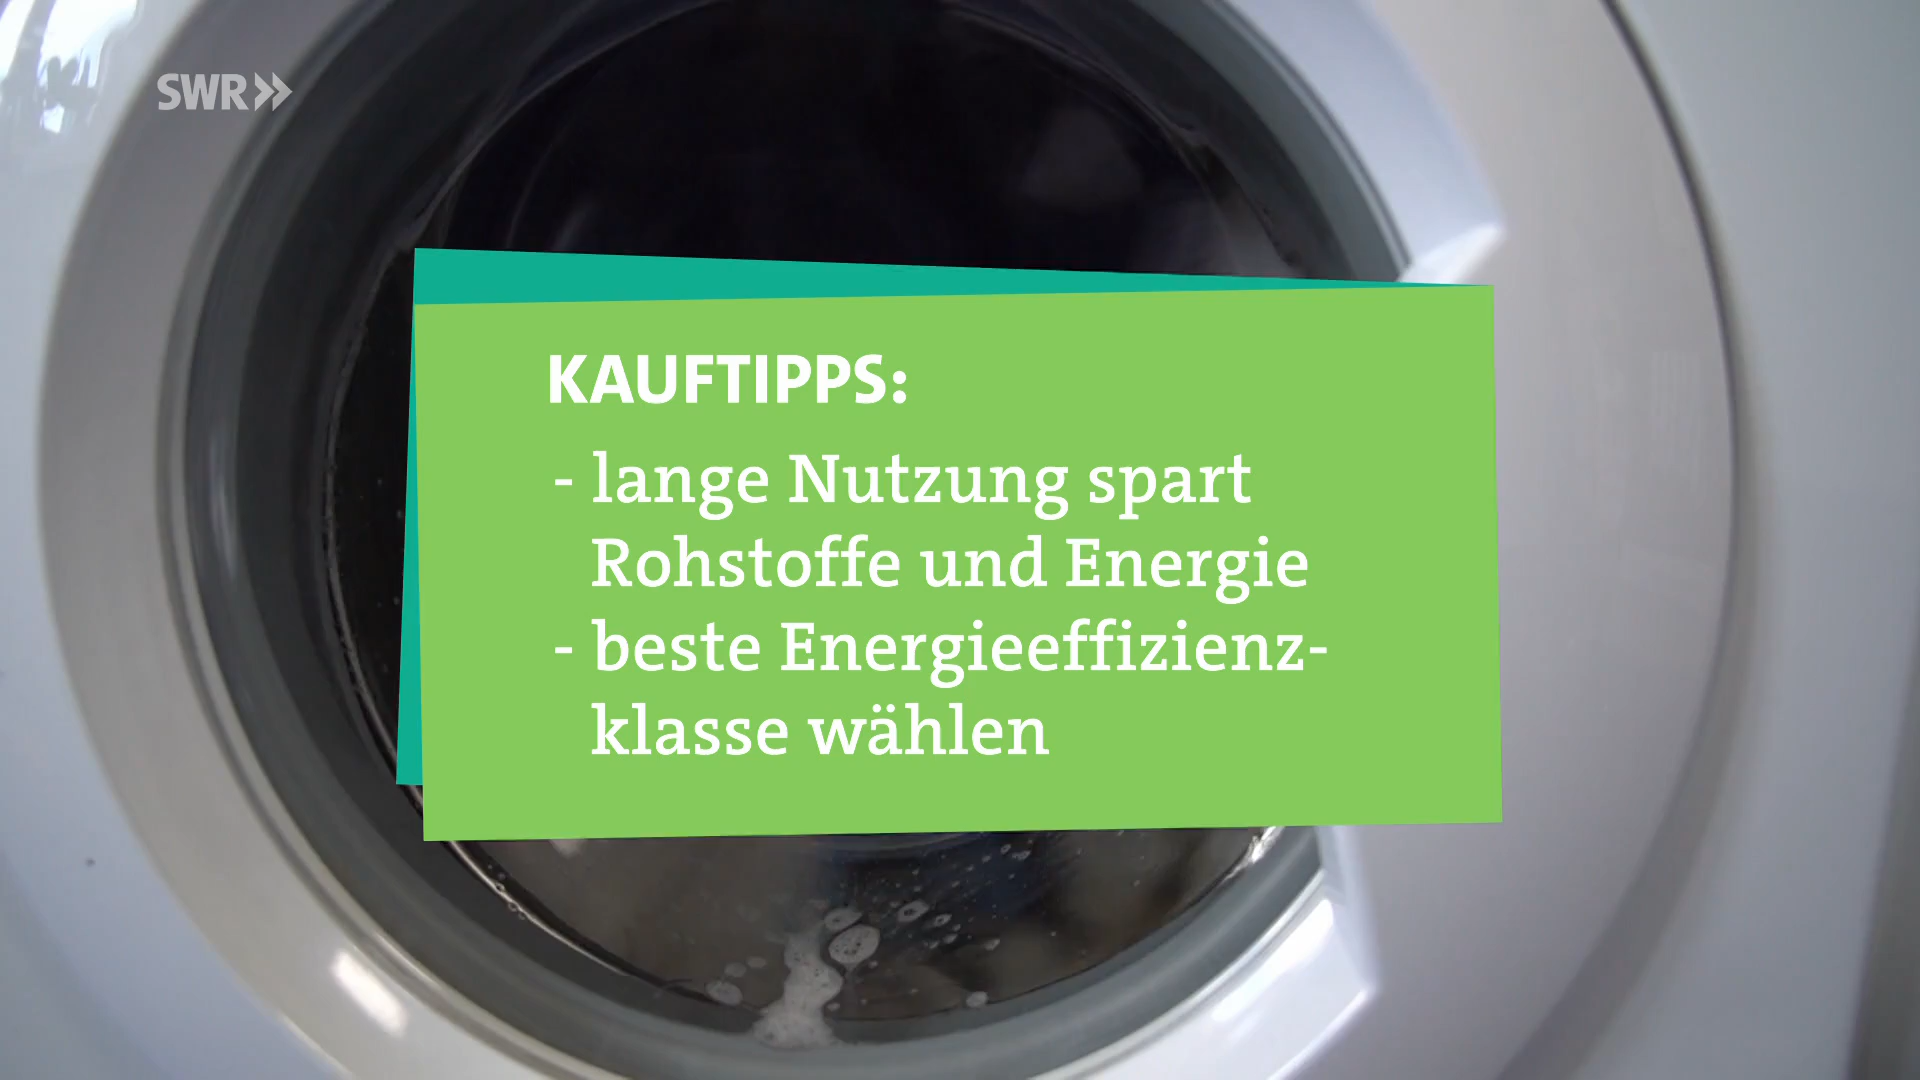 SWR»
KAUFTIPPS:
- lange Nutzung spart
Rohstoffe und Energie
- beste Energieeffizienz-
klasse wählen